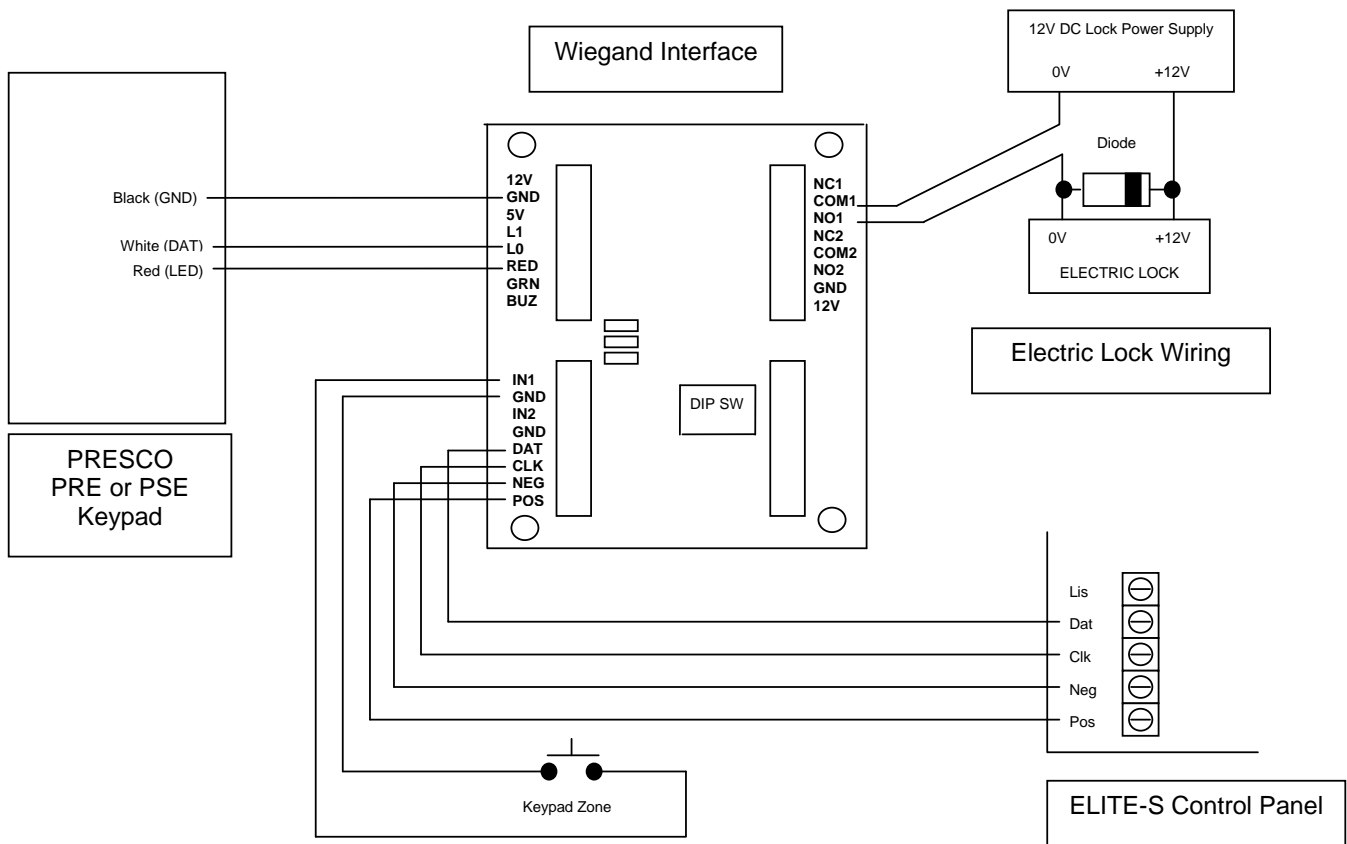 12V DC Lock Power Supply
0V +12V
Wiegand Interface
Diode
0V +12V
ELECTRIC LOCK
Electric Lock Wiring
Black (GND)
White (DAT)
Red (LED)
PRESCO
PRE or PSE
Keypad
12V
GND
5V
L1
L0
RED
GRN
BUZ
NC1
COM1
NO1
NC2
COM2
NO2
GND
12V
IN1
GND
IN2
GND
DAT
CLK
NEG
POS
DIP SW
Lis
Dat
Clk
Neg
Pos
Keypad Zone
ELITE-S Control Panel